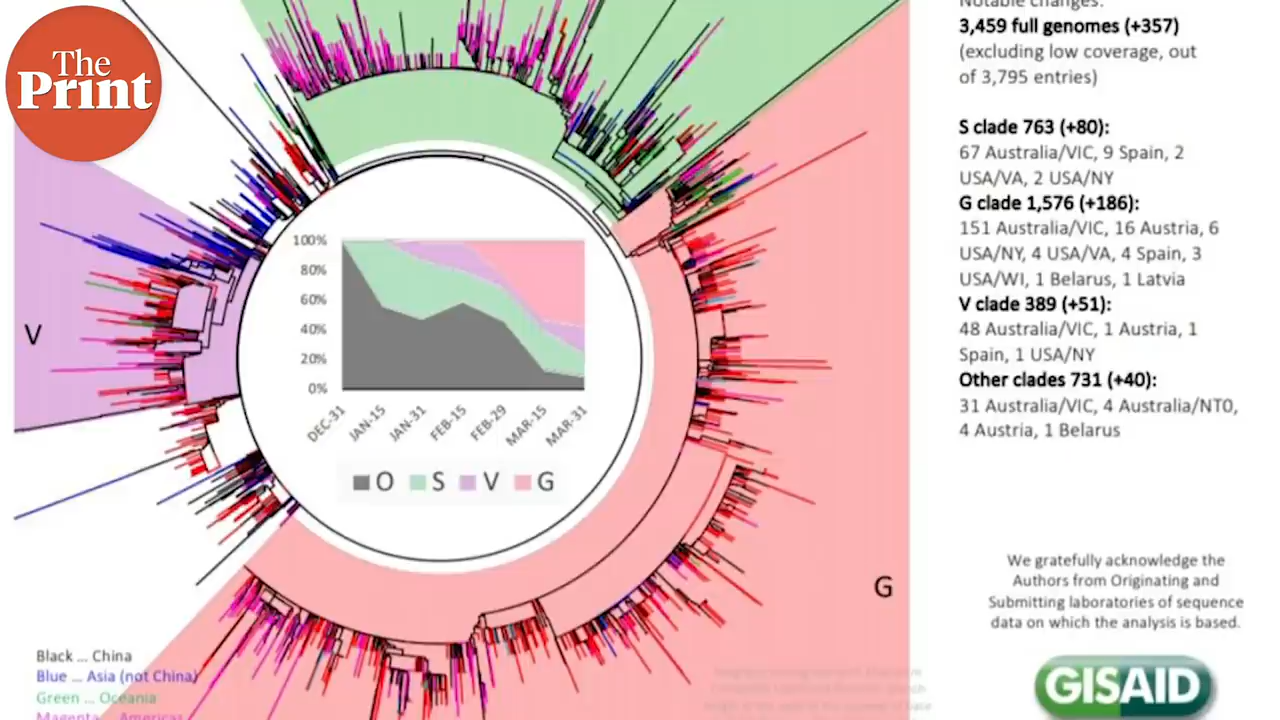 The
Print
Notable changes:
3,459 full genomes (+357)
(excluding low coverage, out
of 3,795 entries)
S clade 763 (+80):
67 Australia/VIC, 9 Spain, 2
USA/VA, 2 USA/NY
G clade 1,576 (+186):
151 Australia/VIC, 16 Austria, 6
USA/NY, 4 USA/VA, 4 Spain, 3
USA/WI, 1 Belarus, 1 Latvia
V clade 389 (+51):
48 Australia/VIC, 1 Austria, 1
Spain, 1 USA/NY
Other clades 731 (+40):
31 Australia/VIC, 4 Australia/NT0,
4 Austria, 1 Belarus
V
100%
80%
60%
40%
20%
0%
DEC-31
JAN-15
JAN-31
FEB-15
FEB-29
MAR-15
MAR-31
O S V G
G
We gratefully acknowledge the
Authors from Originating and
Submitting laboratories of sequence
data on which the analysis is based.
Black ... China
Blue ... Asia (not China)
Green ... Oceania
Magenta ... Americas
GISAID